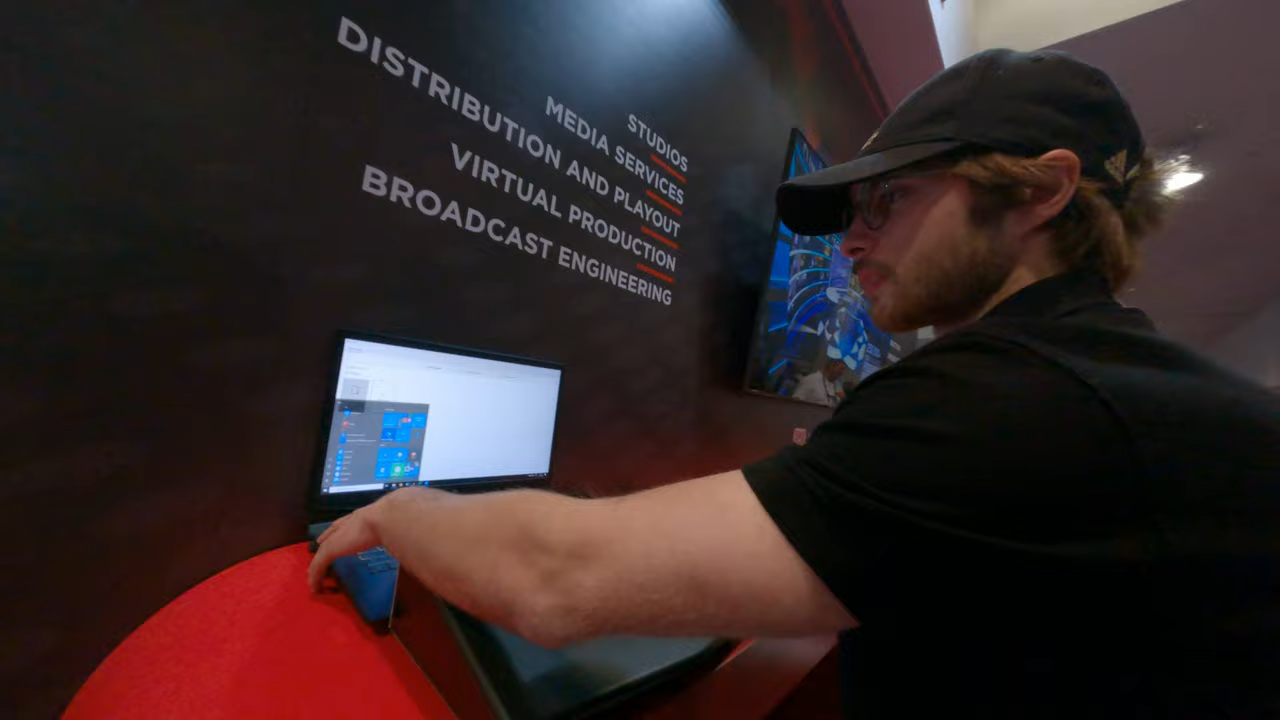 STUDIOS
MEDIA SERVICES
DISTRIBUTION AND PLAYOUT
VIRTUAL PRODUCTION
BROADCAST ENGINEERING